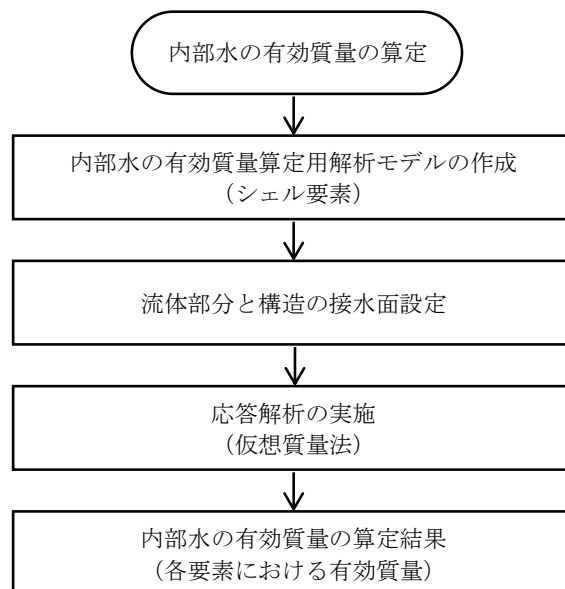 内部水の有効質量の算定
内部水の有効質量算定用解析モデルの作成
（シェル要素）
流体部分と構造の接水面設定
応答解析の実施
（仮想質量法）
内部水の有効質量の算定結果
（各要素における有効質量）